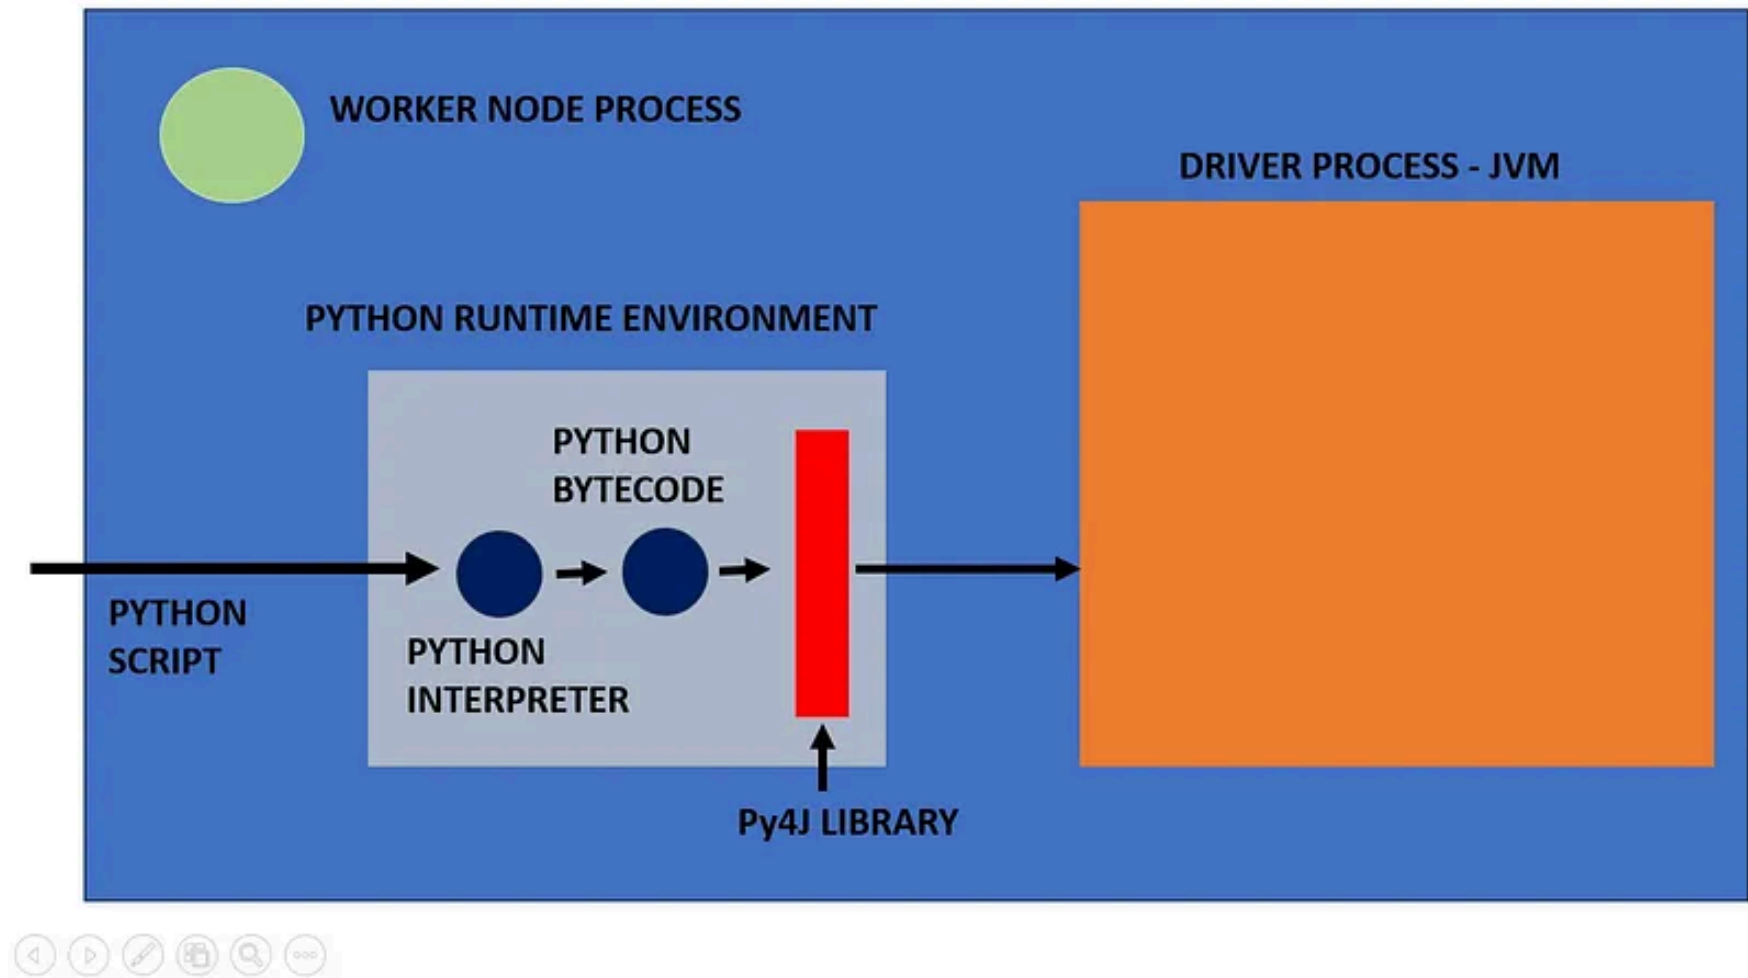 WORKER NODE PROCESS
DRIVER PROCESS - JVM
PYTHON RUNTIME ENVIRONMENT
PYTHON
BYTECODE
PYTHON
SCRIPT
PYTHON
INTERPRETER
Py4J LIBRARY